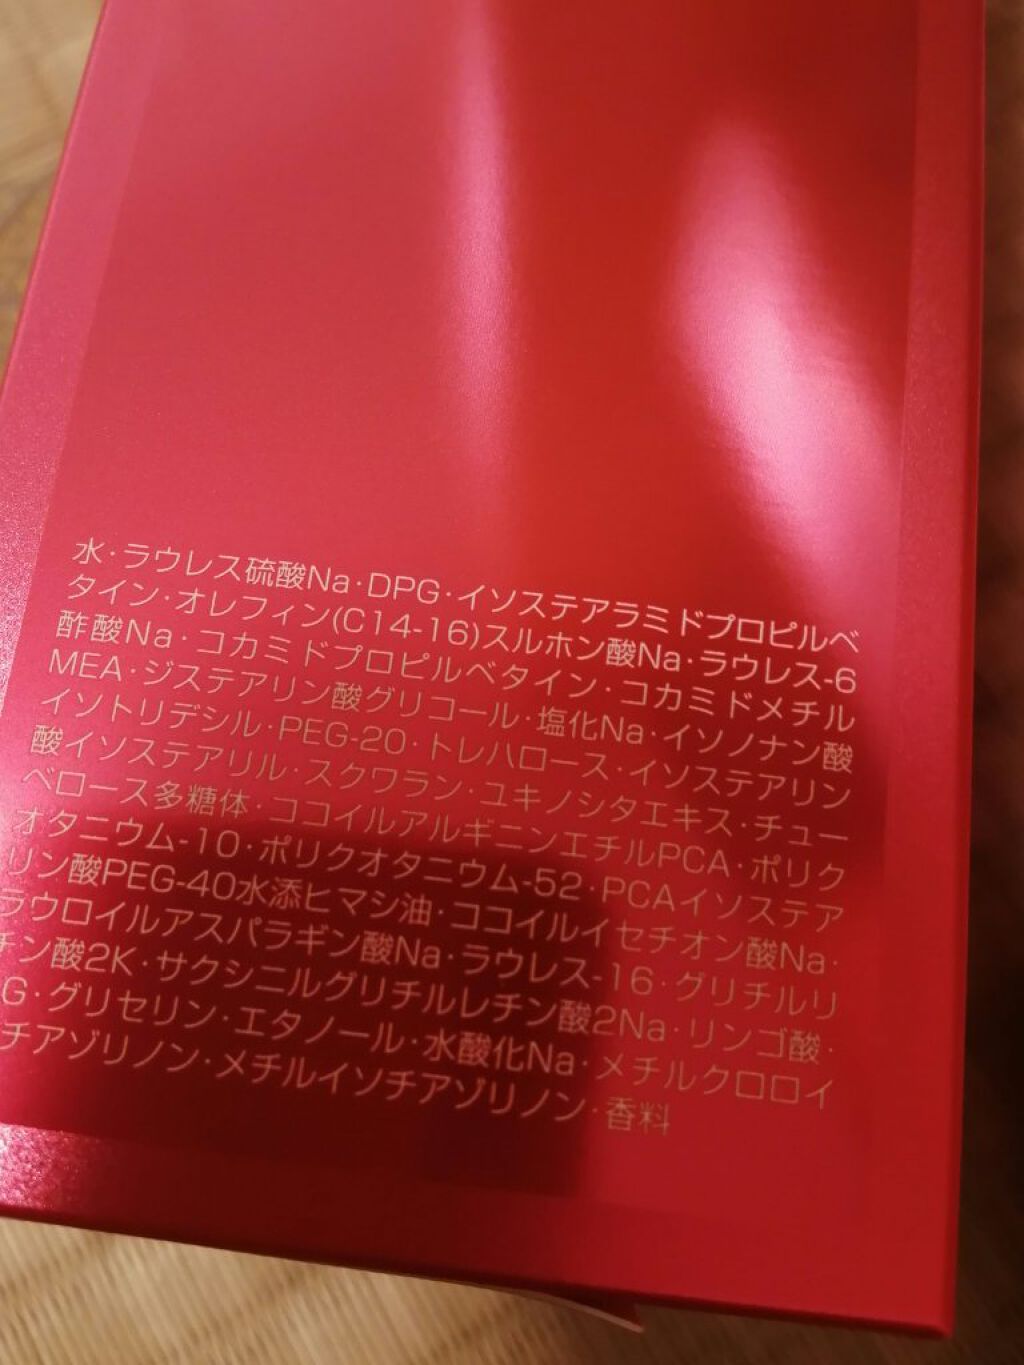 水・ラウレス硫酸Na・DPG・イソステアラミドプロピルベ
タイン・オレフィン(C14-16)スルホン酸Na・ラウレス-6
酢酸Na・コカミドプロピルベタイン・コカミドメチル
MEA・ジステアリン酸グリコール・塩化Na・イソノナン酸
イソトリデシル・PEG-20・トレハロース・イソステアリン
酸イソステアリル・スクワラン・ユキノシタエキス・チュー
ベロース多糖体・ココイルアルギニンエチルPCA・ポリク
オタニウム-10・ポリクオタニウム-52・PCAイソステア
リン酸PEG-40水添ヒマシ油・ココイルイセチオン酸Na・
ラウロイルアスパラギン酸Na・ラウレス-16・グリチルリ
チン酸2K・サクシニルグリチルレチン酸2Na・リンゴ酸・
G・グリセリン・エタノール・水酸化Na・メチルクロロイ
チアゾリノン・メチルイソチアゾリノン・香料